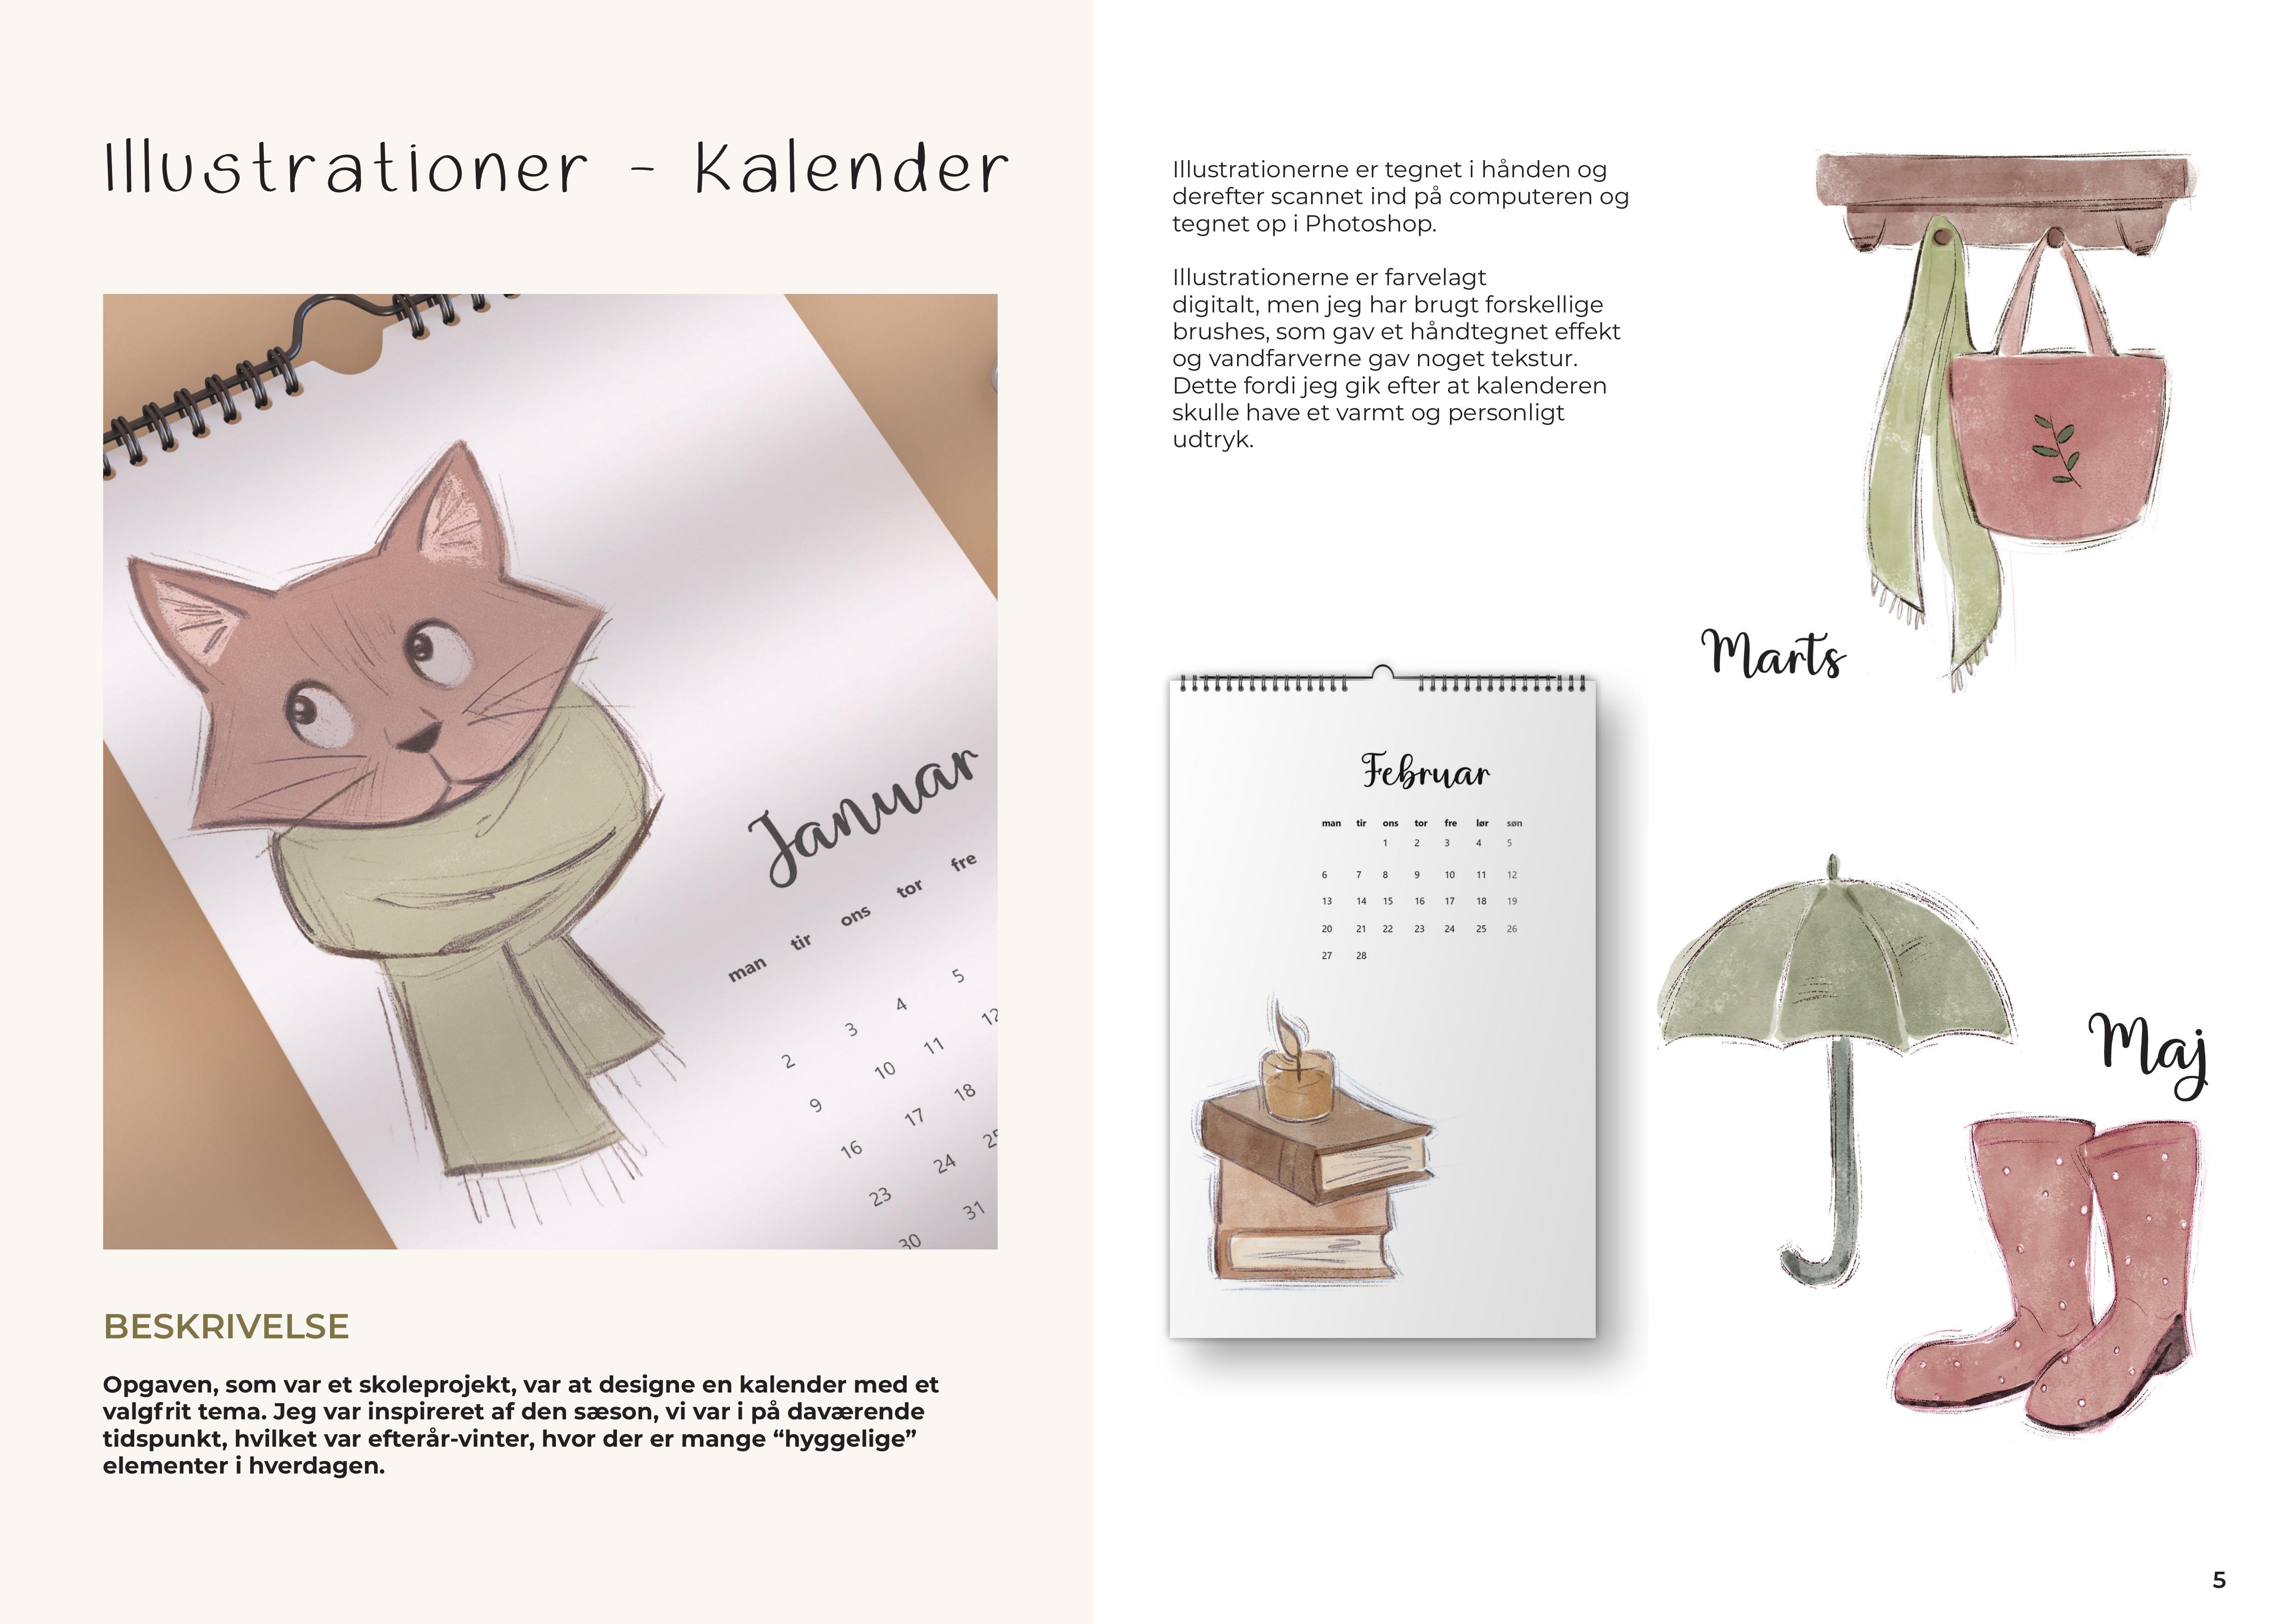 Illustrationer - Kalender
Januar
man tir ons tor fre
2 3 4 5
9 10 11 12
16 17 18
23 24 25
30 31
BESKRIVELSE
Opgaven, som var et skoleprojekt, var at designe en kalender med et
valgfrit tema. Jeg var inspireret af den sæson, vi var i på daværende
tidspunkt, hvilket var efterår-vinter, hvor der er mange “hyggelige”
elementer i hverdagen.
Illustrationerne er tegnet i hånden og
derefter scannet ind på computeren og
tegnet op i Photoshop.
Illustrationerne er farvelagt
digitalt, men jeg har brugt forskellige
brushes, som gav et håndtegnet effekt
og vandfarverne gav noget tekstur.
Dette fordi jeg gik efter at kalenderen
skulle have et varmt og personligt
udtryk.
Marts
Februar
man tir ons tor fre lør søn
1 2 3 4 5
6 7 8 9 10 11 12
13 14 15 16 17 18 19
20 21 22 23 24 25 26
27 28
Maj
5